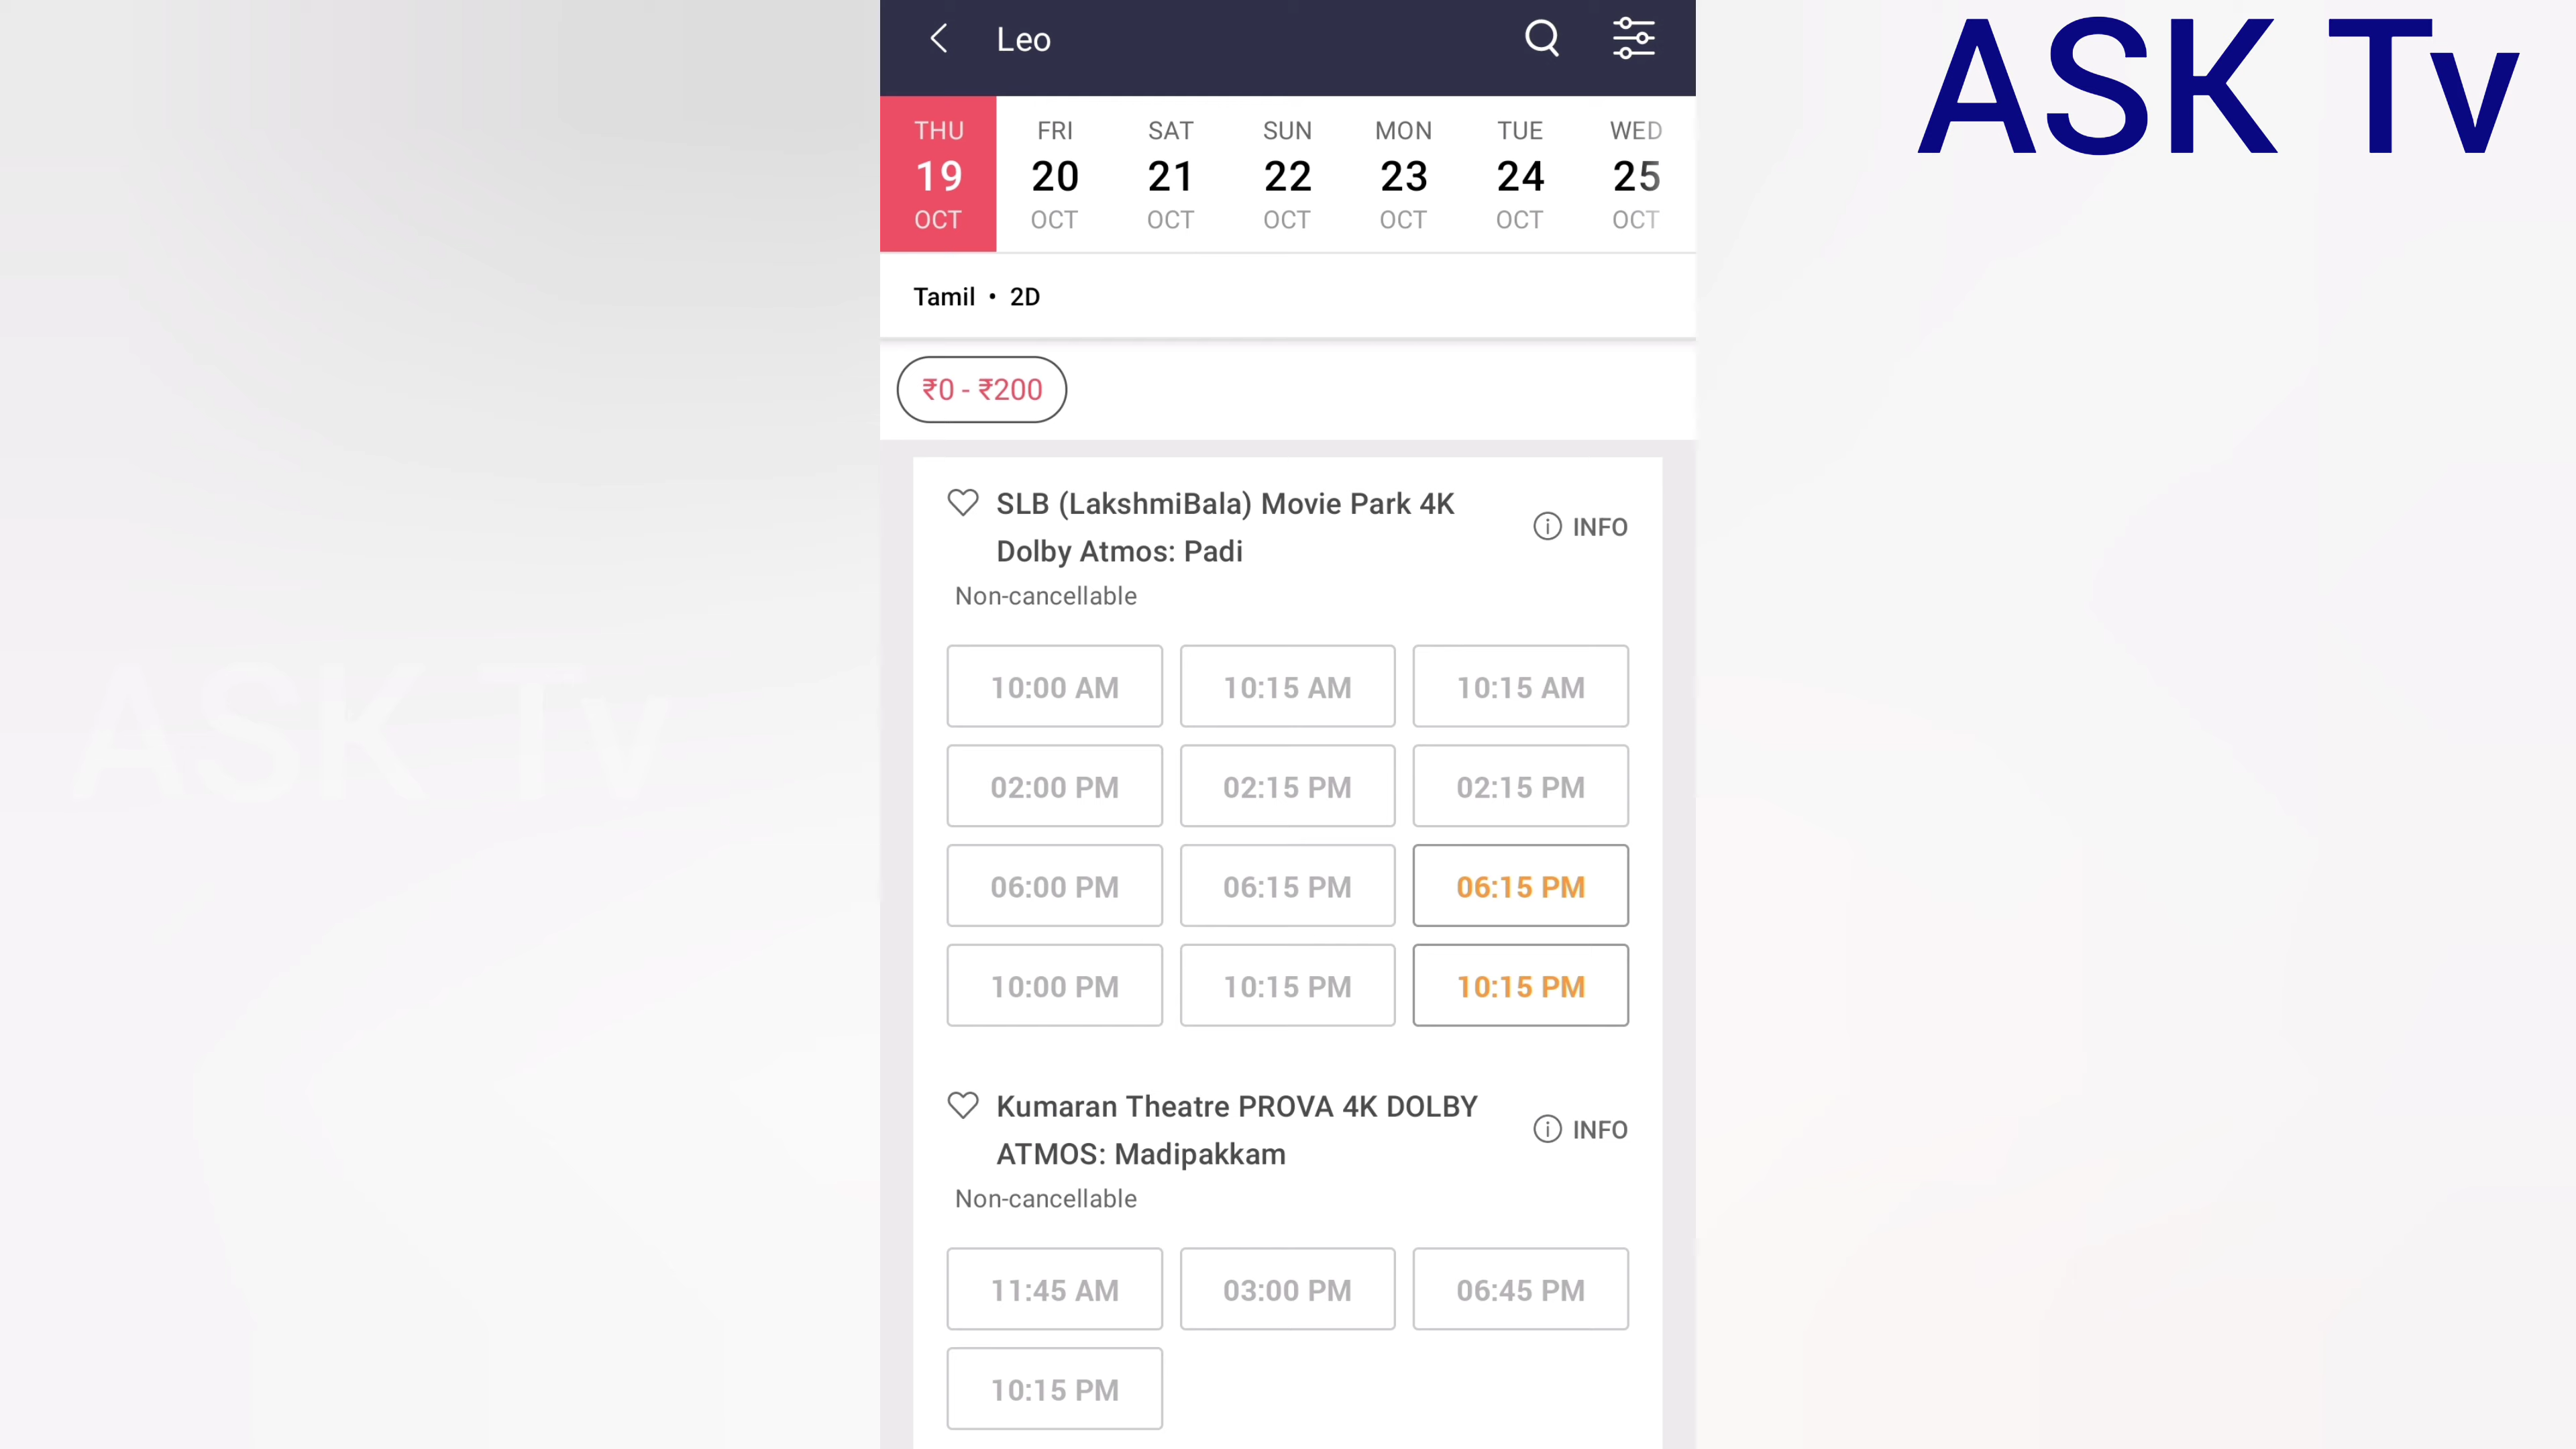 ASK Tv
Leo
THU FRI SAT SUN MON TUE WED
19 20 21 22 23 24 25
OCT OCT OCT OCT OCT OCT OCT
Tamil • 2D
₹0 - ₹200
SLB (LakshmiBala) Movie Park 4K
Dolby Atmos: Padi
INFO
Non-cancellable
10:00 AM 10:15 AM 10:15 AM
ASK Tv
02:00 PM 02:15 PM 02:15 PM
06:00 PM 06:15 PM 06:15 PM
10:00 PM 10:15 PM 10:15 PM
Kumaran Theatre PROVA 4K DOLBY
ATMOS: Madipakkam
INFO
Non-cancellable
11:45 AM 03:00 PM 06:45 PM
10:15 PM